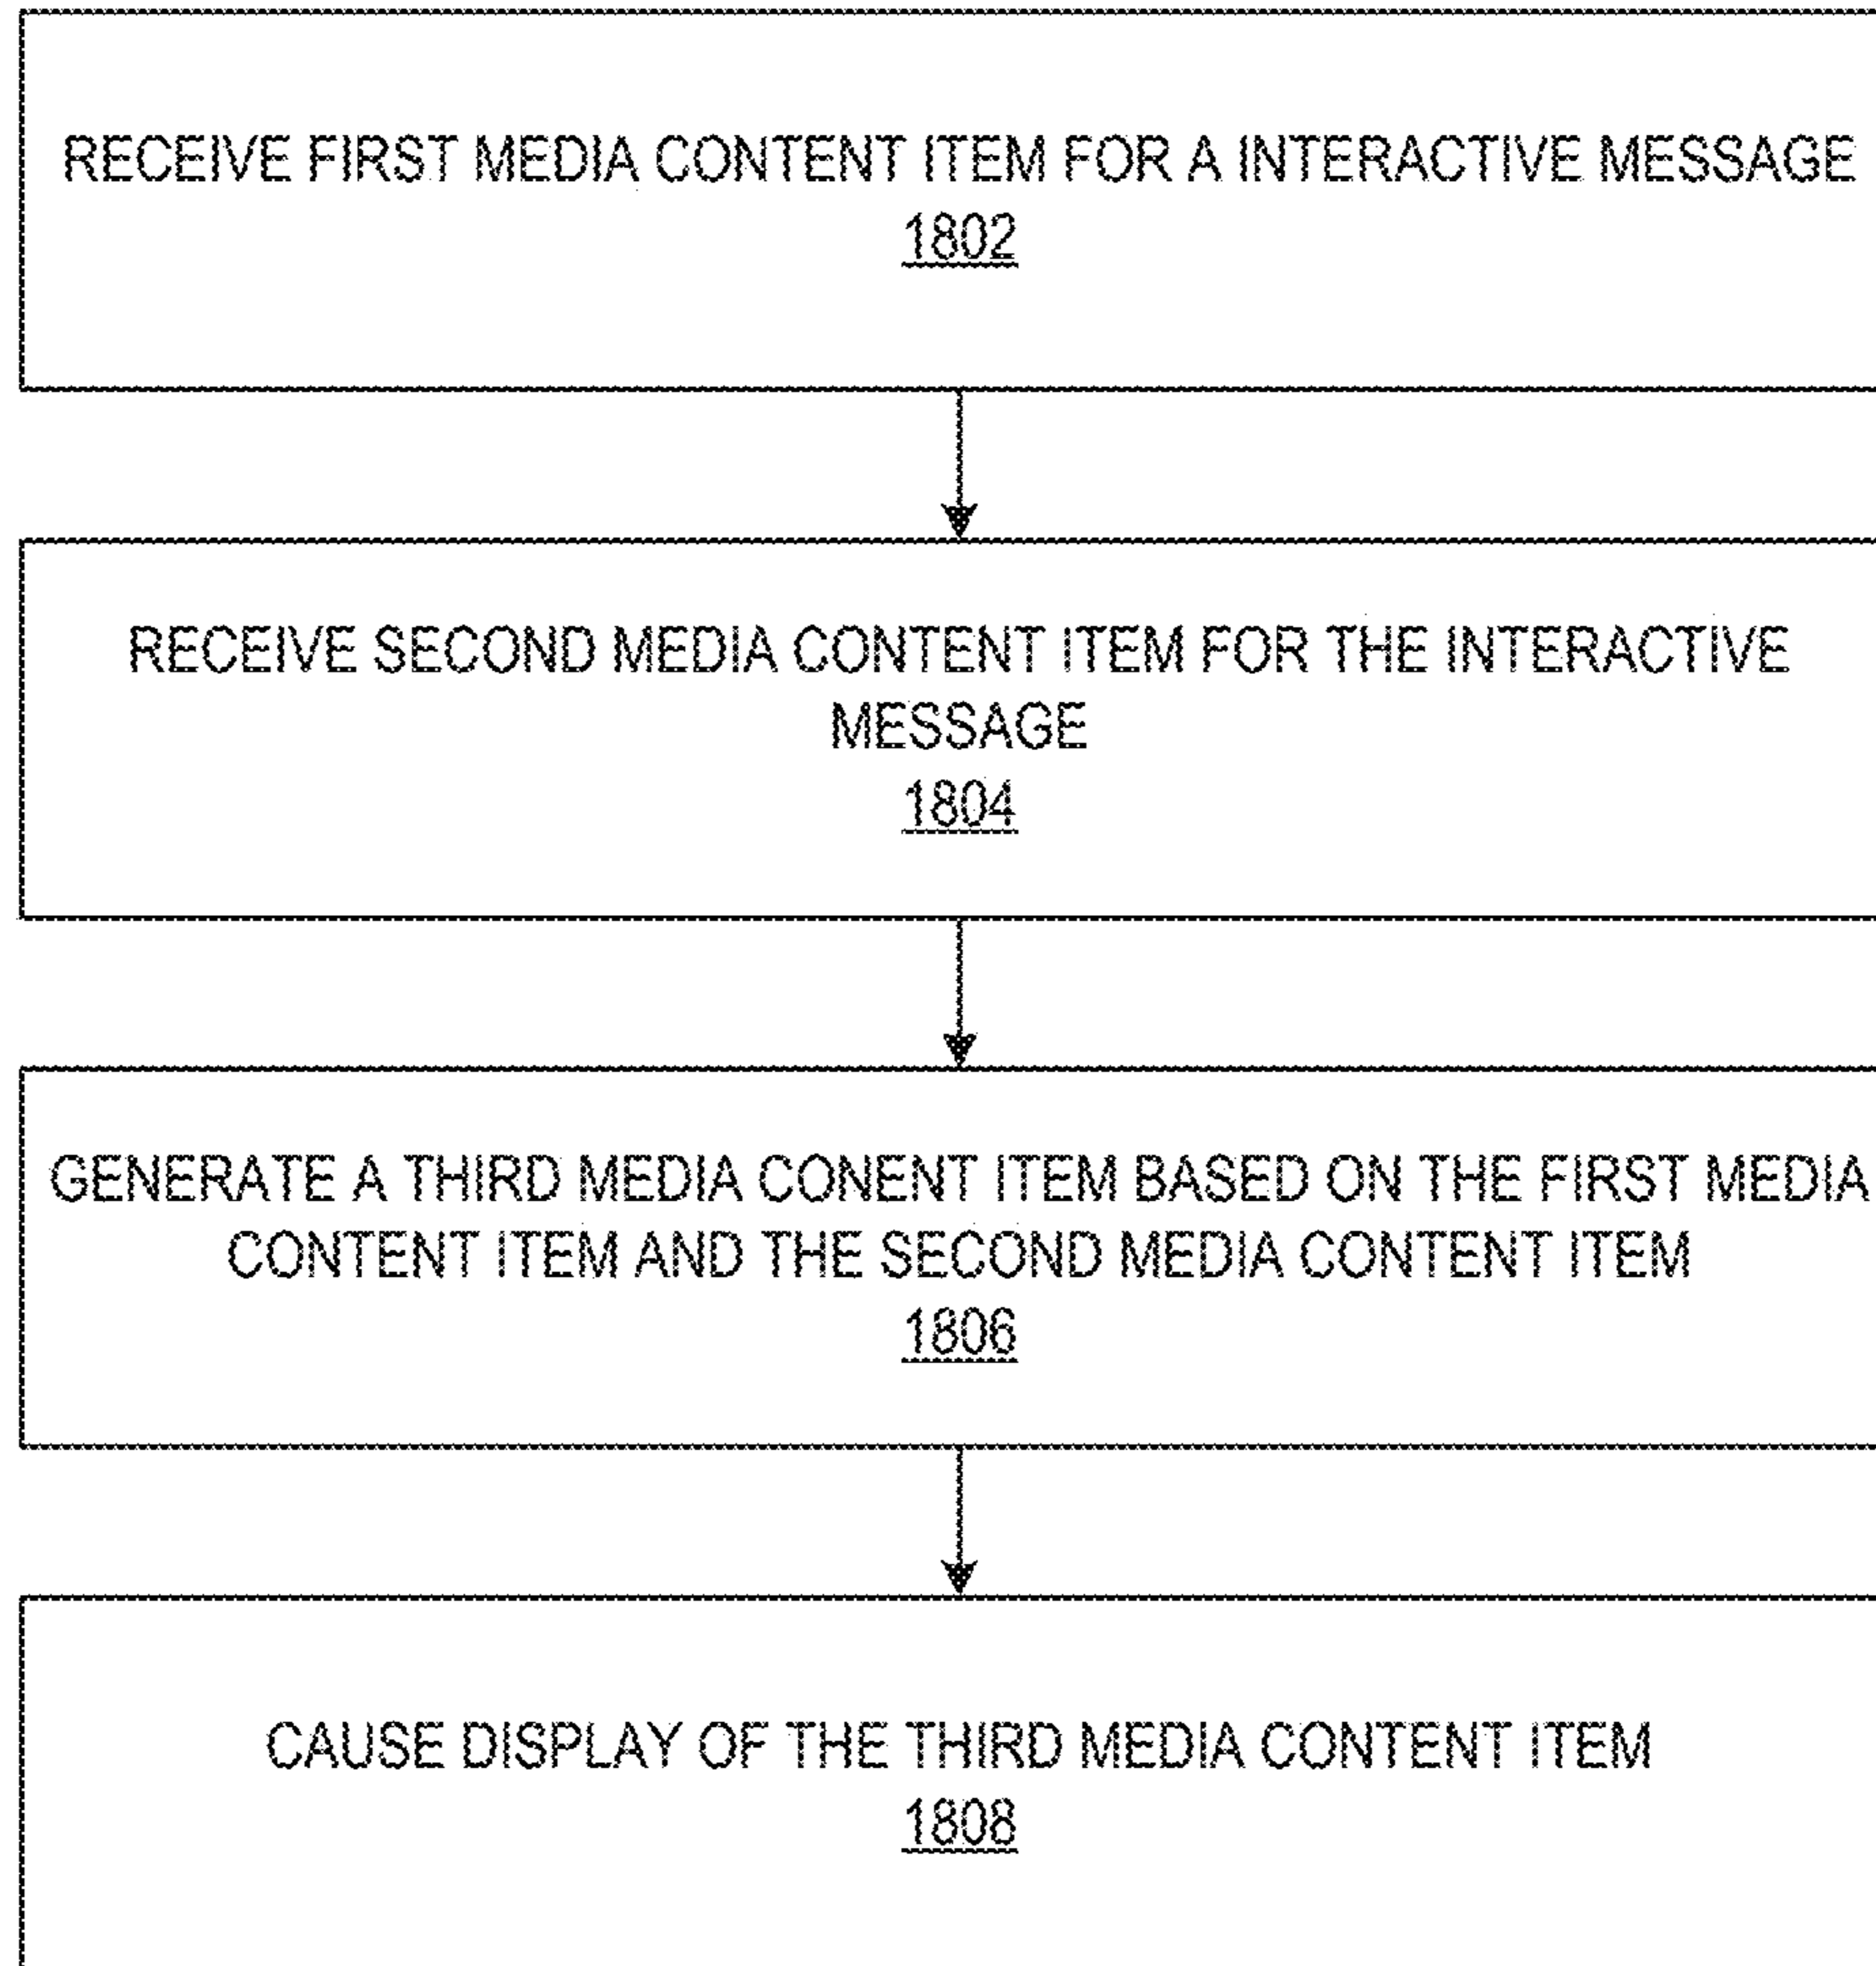 RECEIVE FIRST MEDIA CONTENT ITEM FOR A INTERACTIVE MESSAGE
1802
RECEIVE SECOND MEDIA CONTENT ITEM FOR THE INTERACTIVE
MESSAGE
1804
GENERATE A THIRD MEDIA CONENT ITEM BASED ON THE FIRST MEDIA
CONTENT ITEM AND THE SECOND MEDIA CONTENT ITEM
1806
CAUSE DISPLAY OF THE THIRD MEDIA CONTENT ITEM
1808